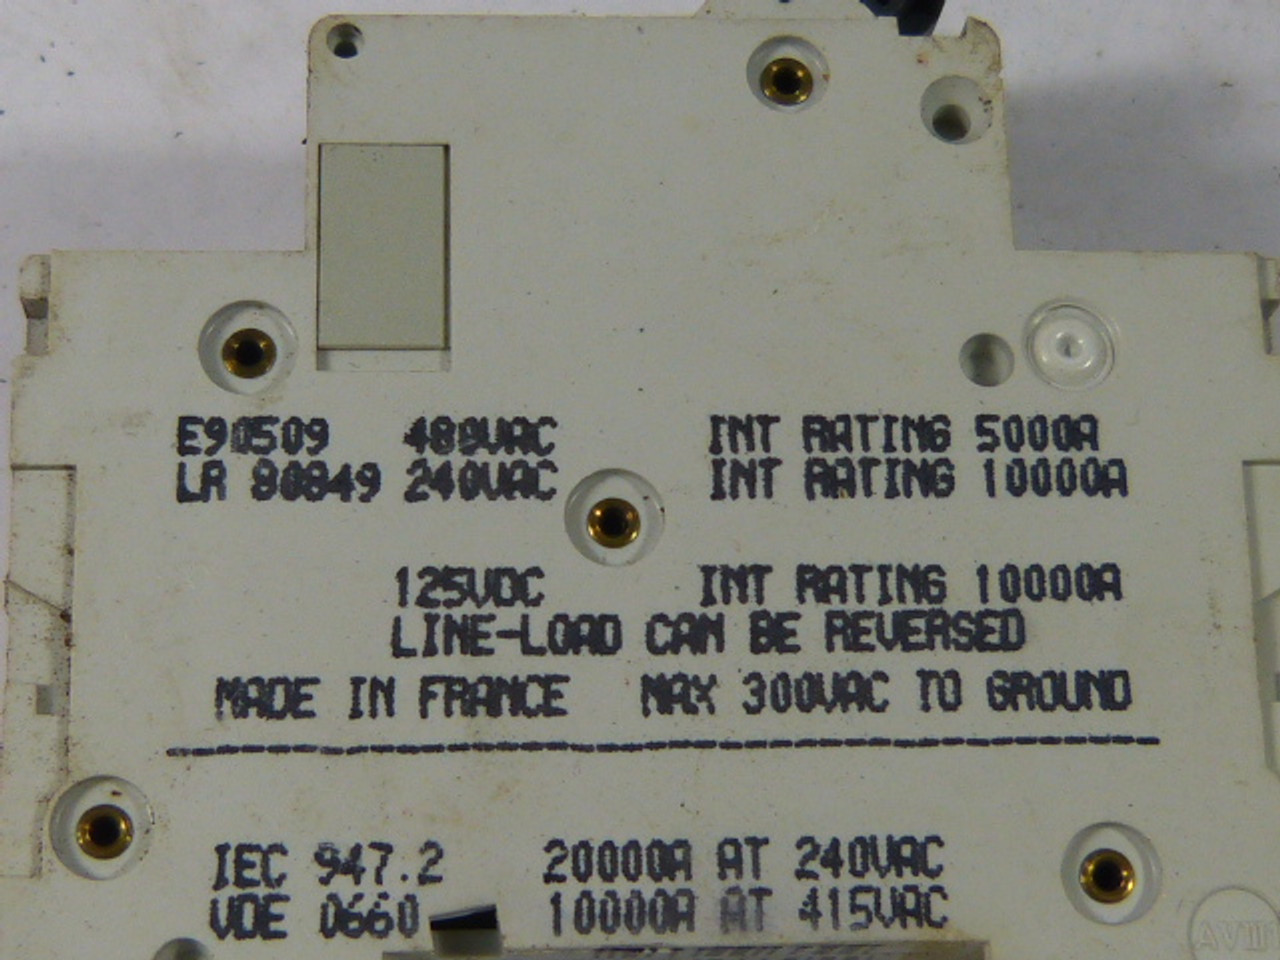 E90509 480VAC INT RATING 5000A
LR 80849 240VAC INT RATING 10000A
125VDC INT RATING 10000A
LINE-LOAD CAN BE REVERSED
MADE IN FRANCE MAX 300VAC TO GROUND
IEC 947.2 20000A AT 240VAC
VDE 0660 10000A AT 415VAC